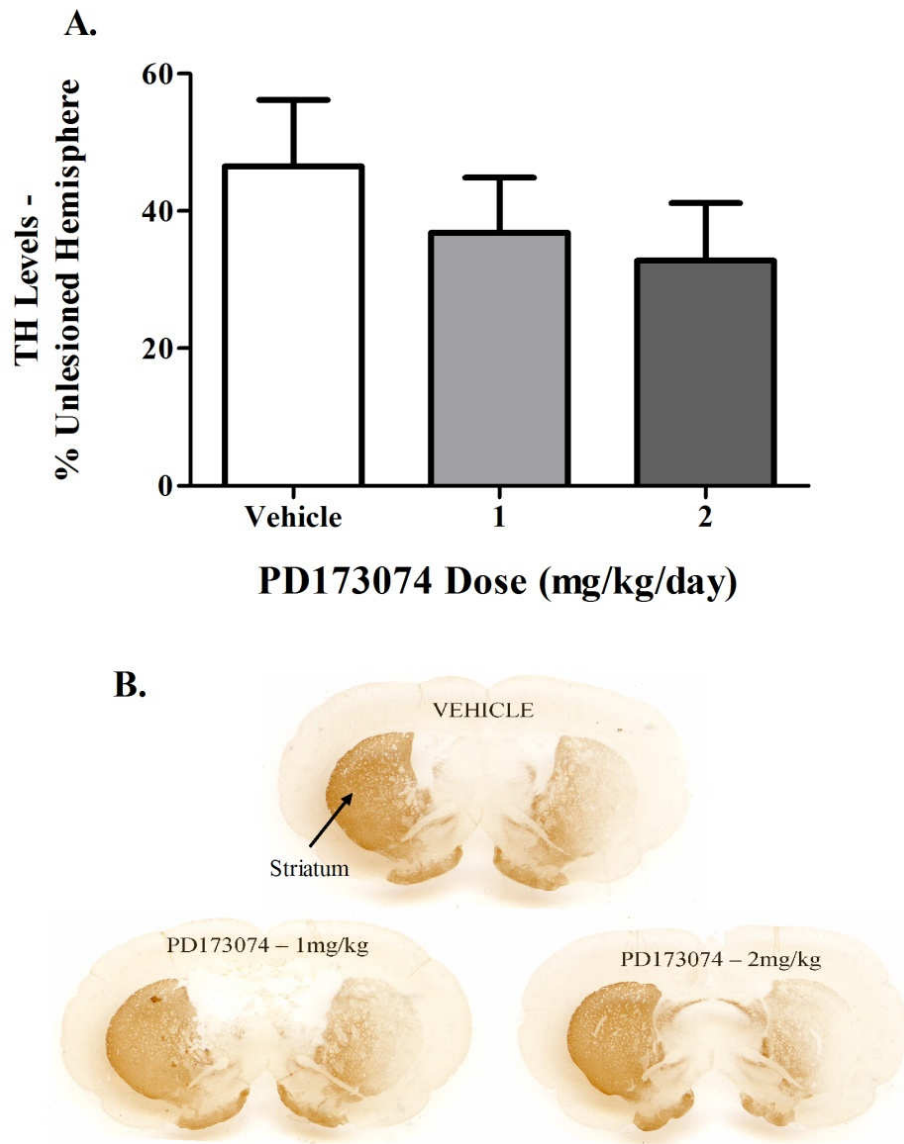 A.
60
40
20
0
TH Levels -
% Unlesioned Hemisphere
Vehicle 1 2
PD173074 Dose (mg/kg/day)
B.
VEHICLE
Striatum
PD173074 – 1mg/kg
PD173074 – 2mg/kg